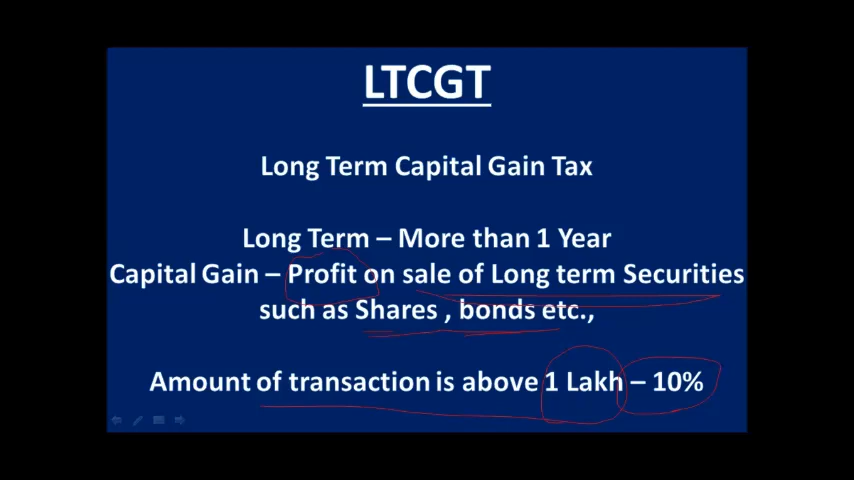 LTCGT
Long Term Capital Gain Tax
Long Term – More than 1 Year
Capital Gain – Profit on sale of Long term Securities
such as Shares , bonds etc.,
Amount of transaction is above 1 Lakh – 10%